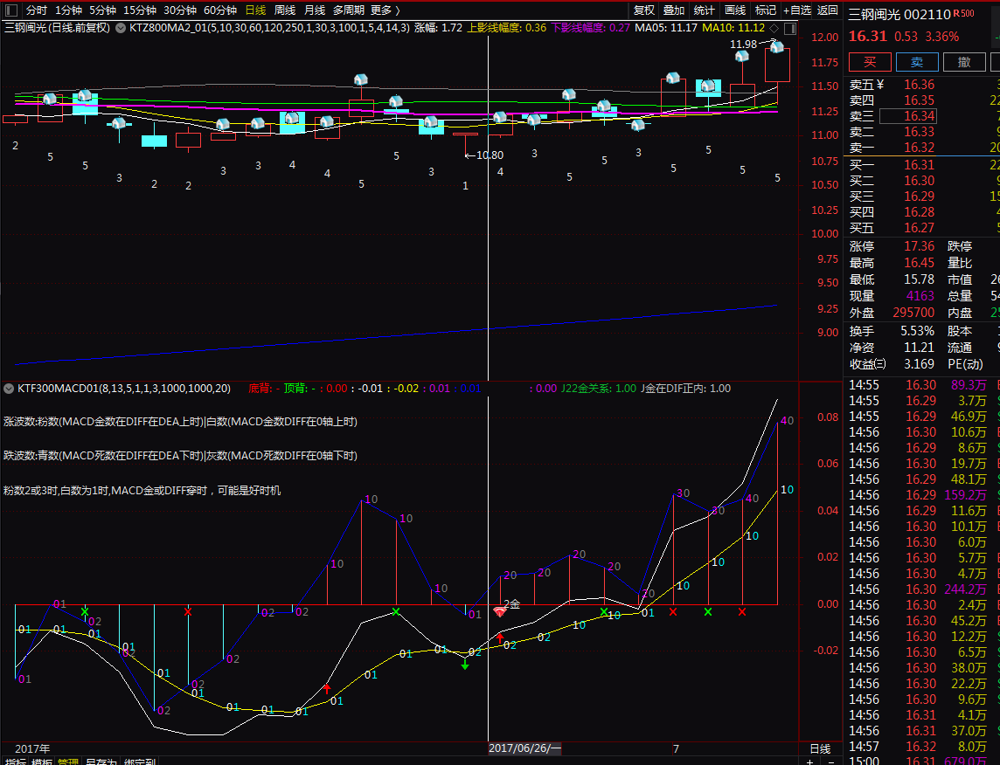 分时 1分钟 5分钟 15分钟 30分钟 60分钟 日线 周线 月线 多周期 更多 〉 复权 叠加 统计 画线 标记 +自选 返回
三钢闽光 002110 R500
三钢闽光(日线.前复权) KTZ800MA2_01(5,10,30,60,120,250,1,30,3,100,1,5,4,14,3) 涨幅: 1.72 上影线幅度: 0.36 下影线幅度: 0.27 MA05: 11.17 MA10: 11.12
16.31 0.53 3.36%
买 卖 撤
11.98
10.80
2 5 5 3 2 2 3 3 4 4 5 5 3 1 4 3 5 5 3 5 5 5 5
12.00
11.75
11.50
11.25
11.00
10.75
10.50
10.25
10.00
9.75
9.50
9.25
9.00
卖五 ¥ 16.36
卖四 16.35
卖三 16.34
卖二 16.33
卖一 16.32
买一 16.31
买二 16.30
买三 16.29
买四 16.28
买五 16.27
涨停 17.36 跌停
最高 16.45 量比
最低 15.78 市值
现量 4163 总量
外盘 295700 内盘
换手 5.53% 股本
净资 11.21 流通
收益㈢ 3.169 PE(动)
KTF300MACD01(8,13,5,1,1,3,1000,1000,20) 底背: - 顶背: - : 0.00 : -0.01 : -0.02 : 0.01 : 0.01 : 0.00 J22金关系: 1.00 J金在DIF正内: 1.00
涨波数:粉数(MACD金数在DIFF在DEA上时)|白数(MACD金数DIFF在0轴上时)
跌波数:青数(MACD死数在DIFF在DEA下时)|灰数(MACD死数DIFF在0轴下时)
粉数2或3时,白数为1时,MACD金或DIFF穿时，可能是好时机
0.08
0.06
0.04
0.02
0.00
-0.02
01 01 02 02 02 02 02 02 02 10 10 10 10 01 20 20 20 20 30 30 30 40 40
01 01 01 01 01 01 01 01 01 01 01 01 01 02 02 02 10 10 01 10 10 10 10
2金
14:55 16.30 89.3万
14:55 16.29 3.7万
14:55 16.29 46.9万
14:56 16.30 10.6万
14:56 16.29 8.6万
14:56 16.30 19.7万
14:56 16.29 48.1万
14:56 16.29 159.2万
14:56 16.29 11.6万
14:56 16.30 10.1万
14:56 16.30 6.0万
14:56 16.30 5.7万
14:56 16.30 4.7万
14:56 16.30 244.2万
14:56 16.30 2.4万
14:56 16.30 45.2万
14:56 16.30 12.2万
14:56 16.30 6.5万
14:56 16.30 38.0万
14:56 16.30 22.2万
14:56 16.30 9.6万
14:56 16.31 4.1万
14:56 16.31 37.0万
14:57 16.32 8.0万
15:00 16.31 679.0万
2017年 2017/06/26/一 7 日线
指标 模板 管理 另存为 绑定到 + -